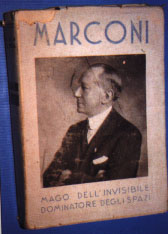 MARCONI
MAGO DELL'INVISIBILE
DOMINATORE DEGLI SPAZI